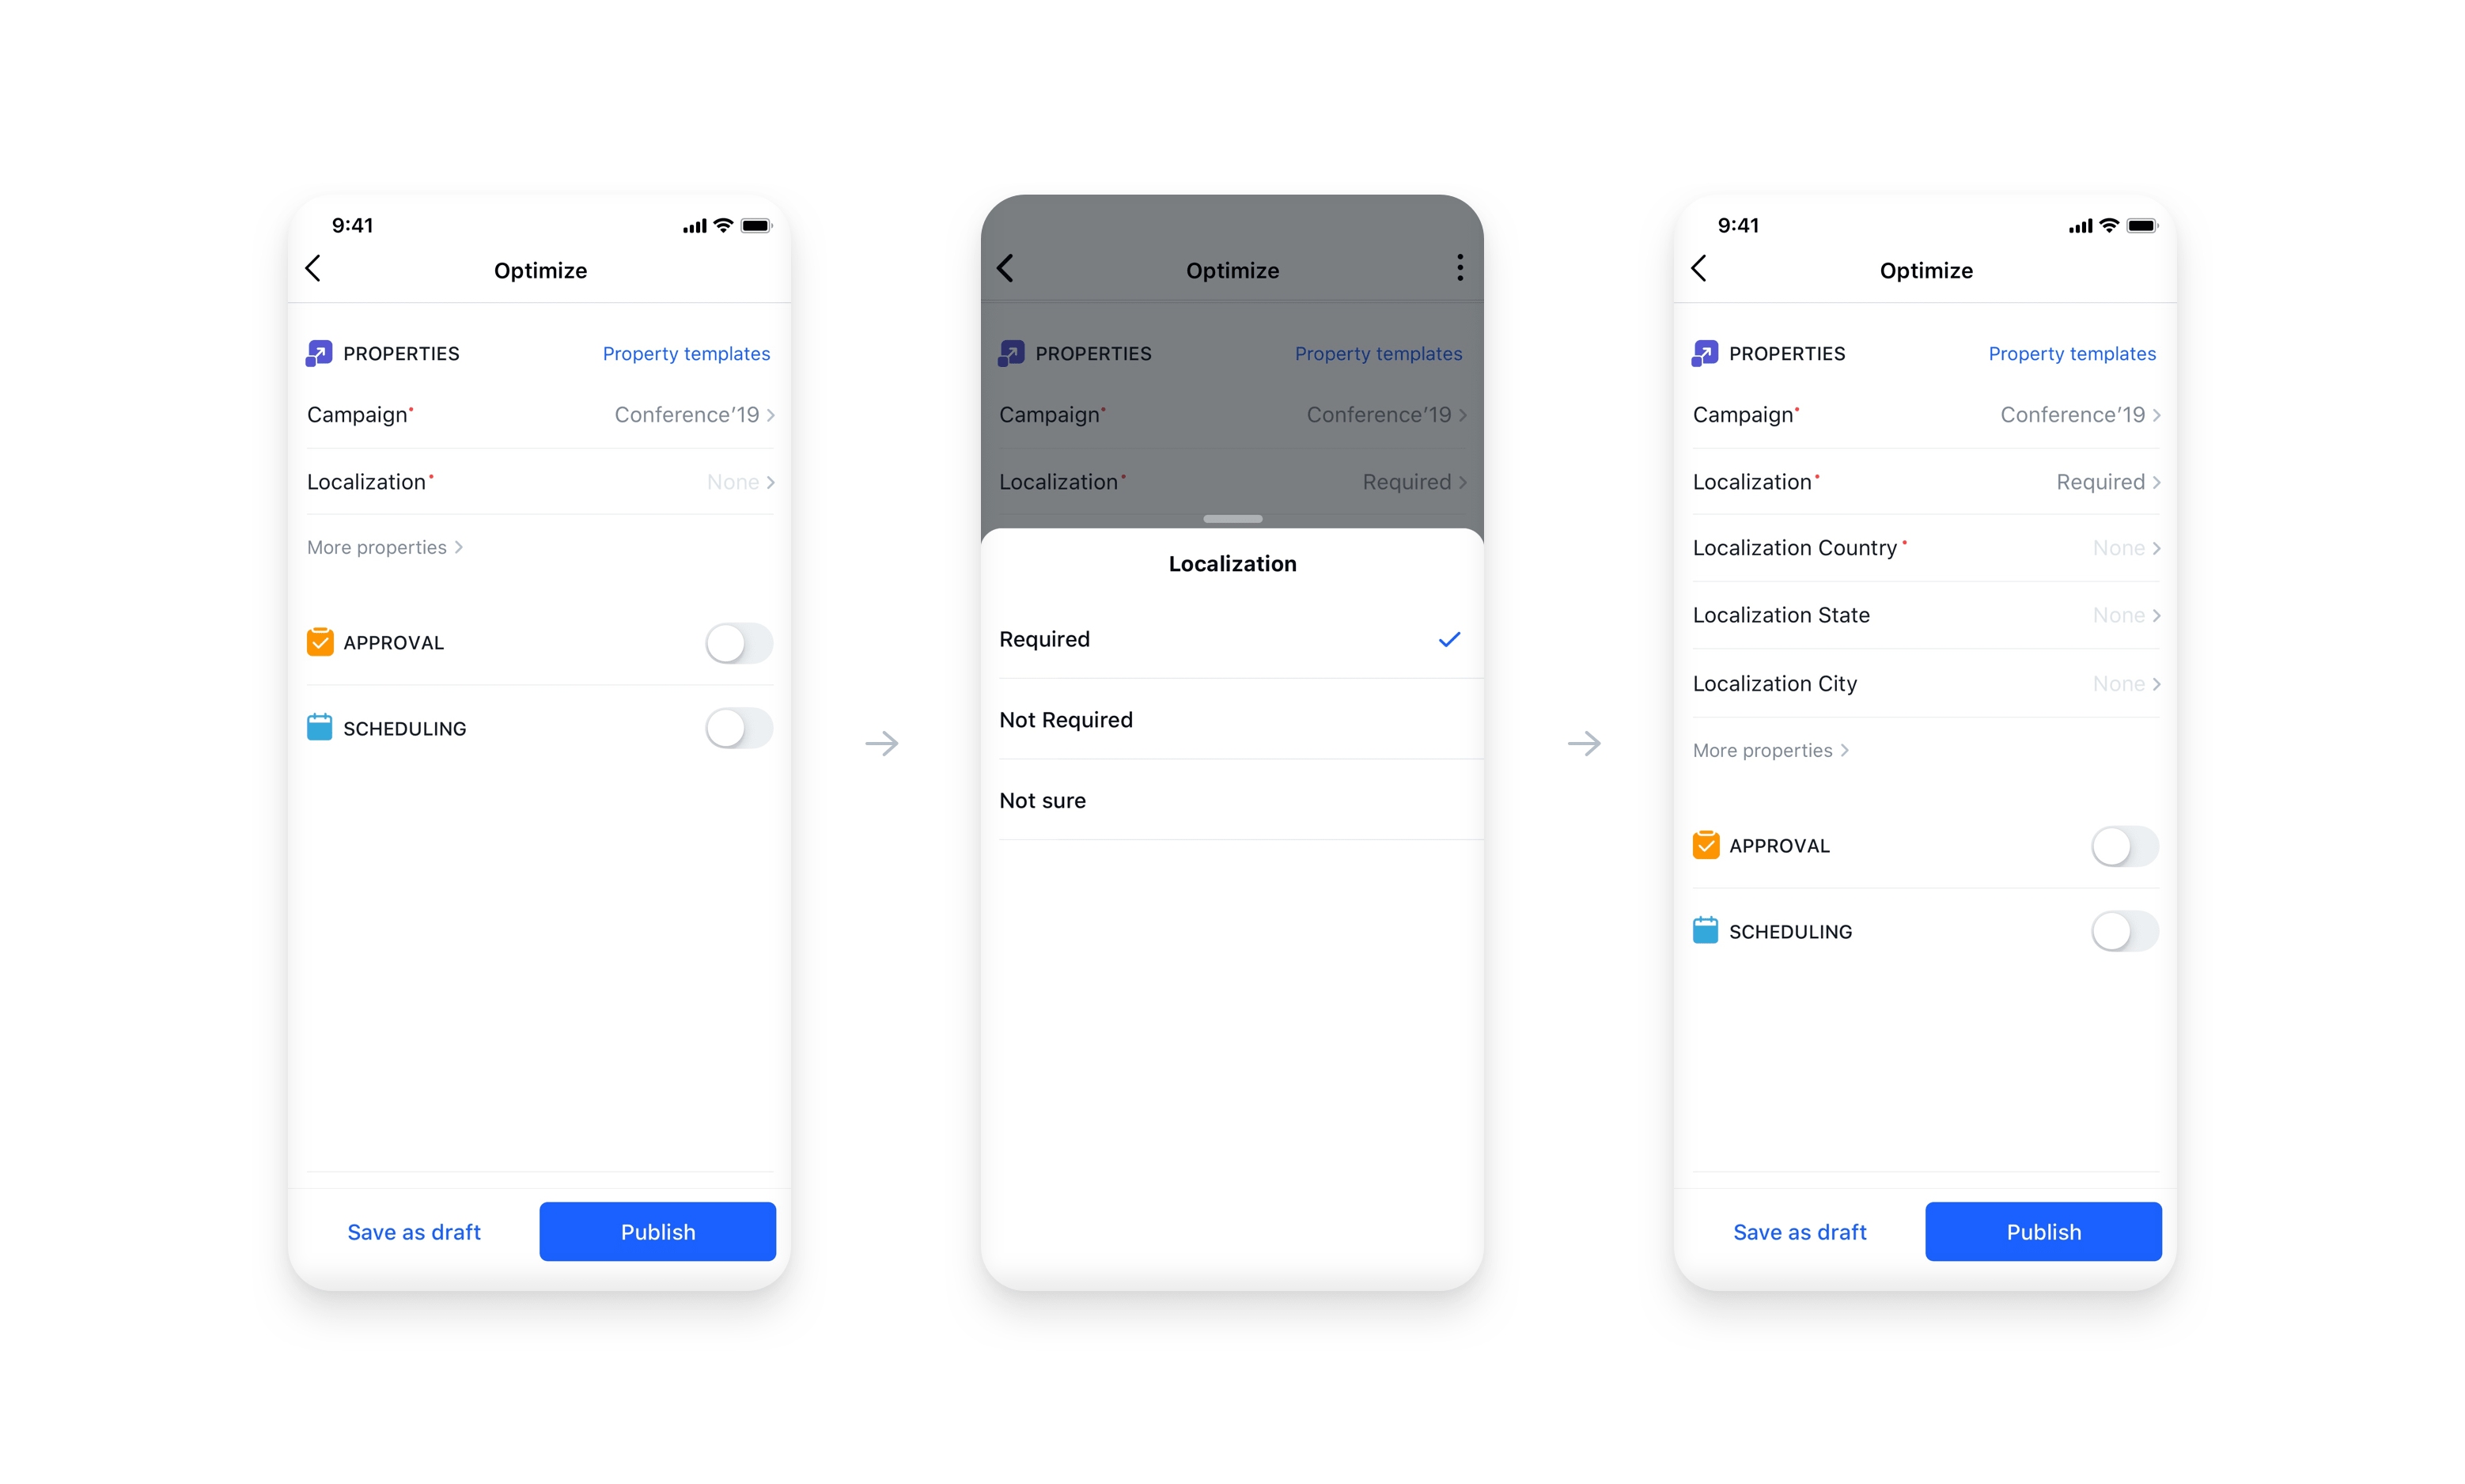 9:41
Optimize
PROPERTIES Property templates
Campaign• Conference’19
Localization• None
More properties
APPROVAL
SCHEDULING
Save as draft Publish
Optimize
PROPERTIES Property templates
Campaign• Conference’19
Localization• Required
Localization
Required
Not Required
Not sure
9:41
Optimize
PROPERTIES Property templates
Campaign• Conference’19
Localization• Required
Localization Country• None
Localization State None
Localization City None
More properties
APPROVAL
SCHEDULING
Save as draft Publish